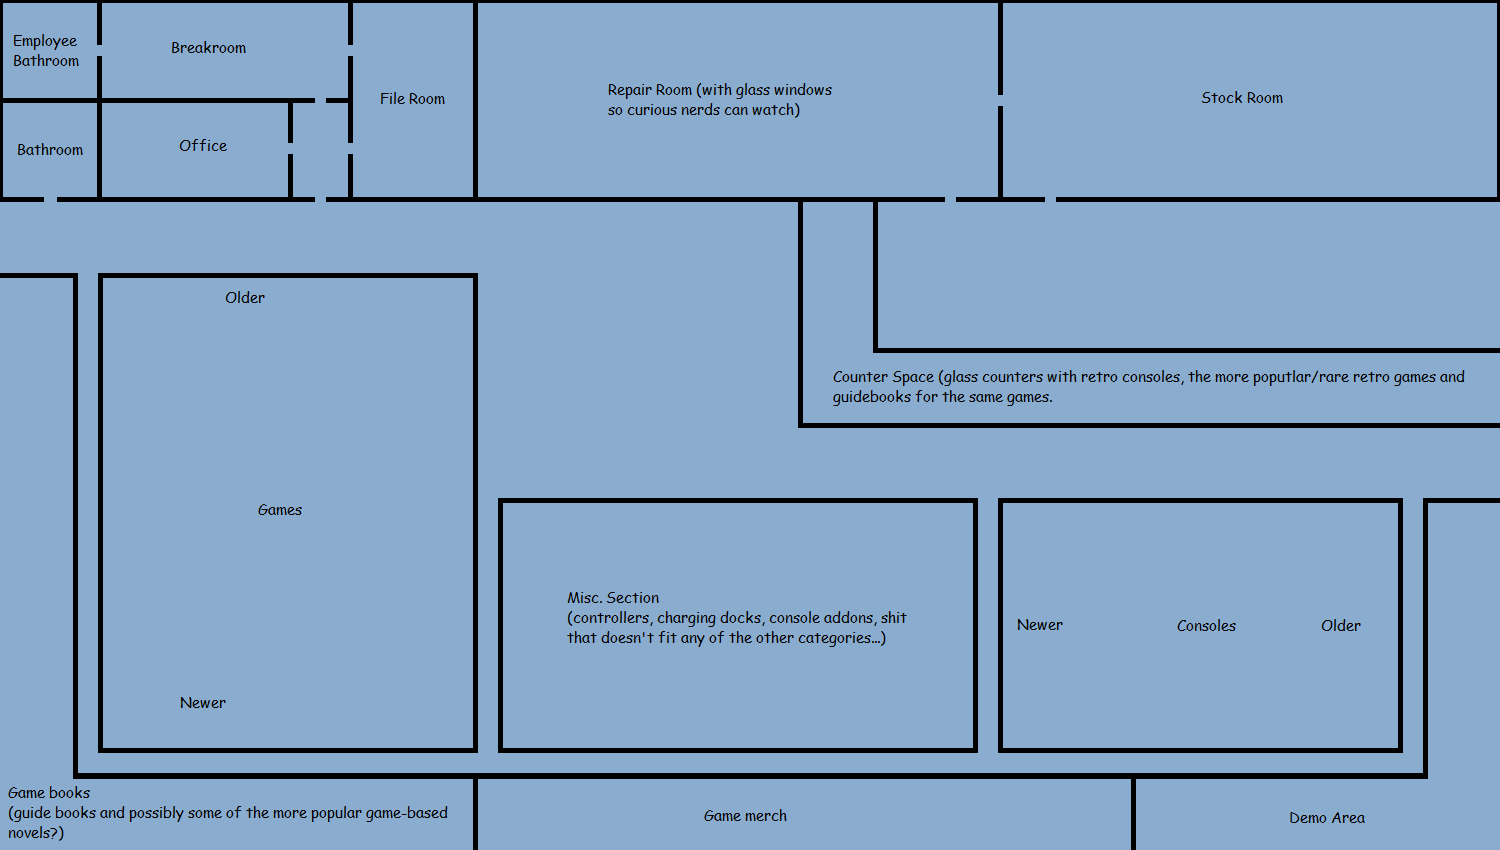 Employee
Bathroom
Breakroom
File Room
Repair Room (with glass windows
so curious nerds can watch)
Stock Room
Bathroom
Office
Older
Counter Space (glass counters with retro consoles, the more poputlar/rare retro games and
guidebooks for the same games.
Games
Misc. Section
(controllers, charging docks, console addons, shit
that doesn't fit any of the other categories...)
Newer
Consoles
Older
Newer
Game books
(guide books and possibly some of the more popular game-based
novels?)
Game merch
Demo Area